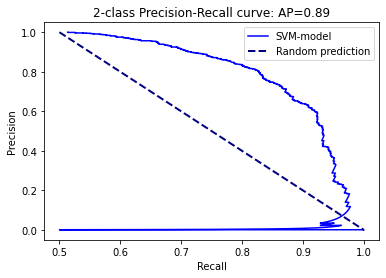 2-class Precision-Recall curve: AP=0.89
SVM-model
Random prediction
Precision
1.0
0.8
0.6
0.4
0.2
0.0
0.5 0.6 0.7 0.8 0.9 1.0
Recall